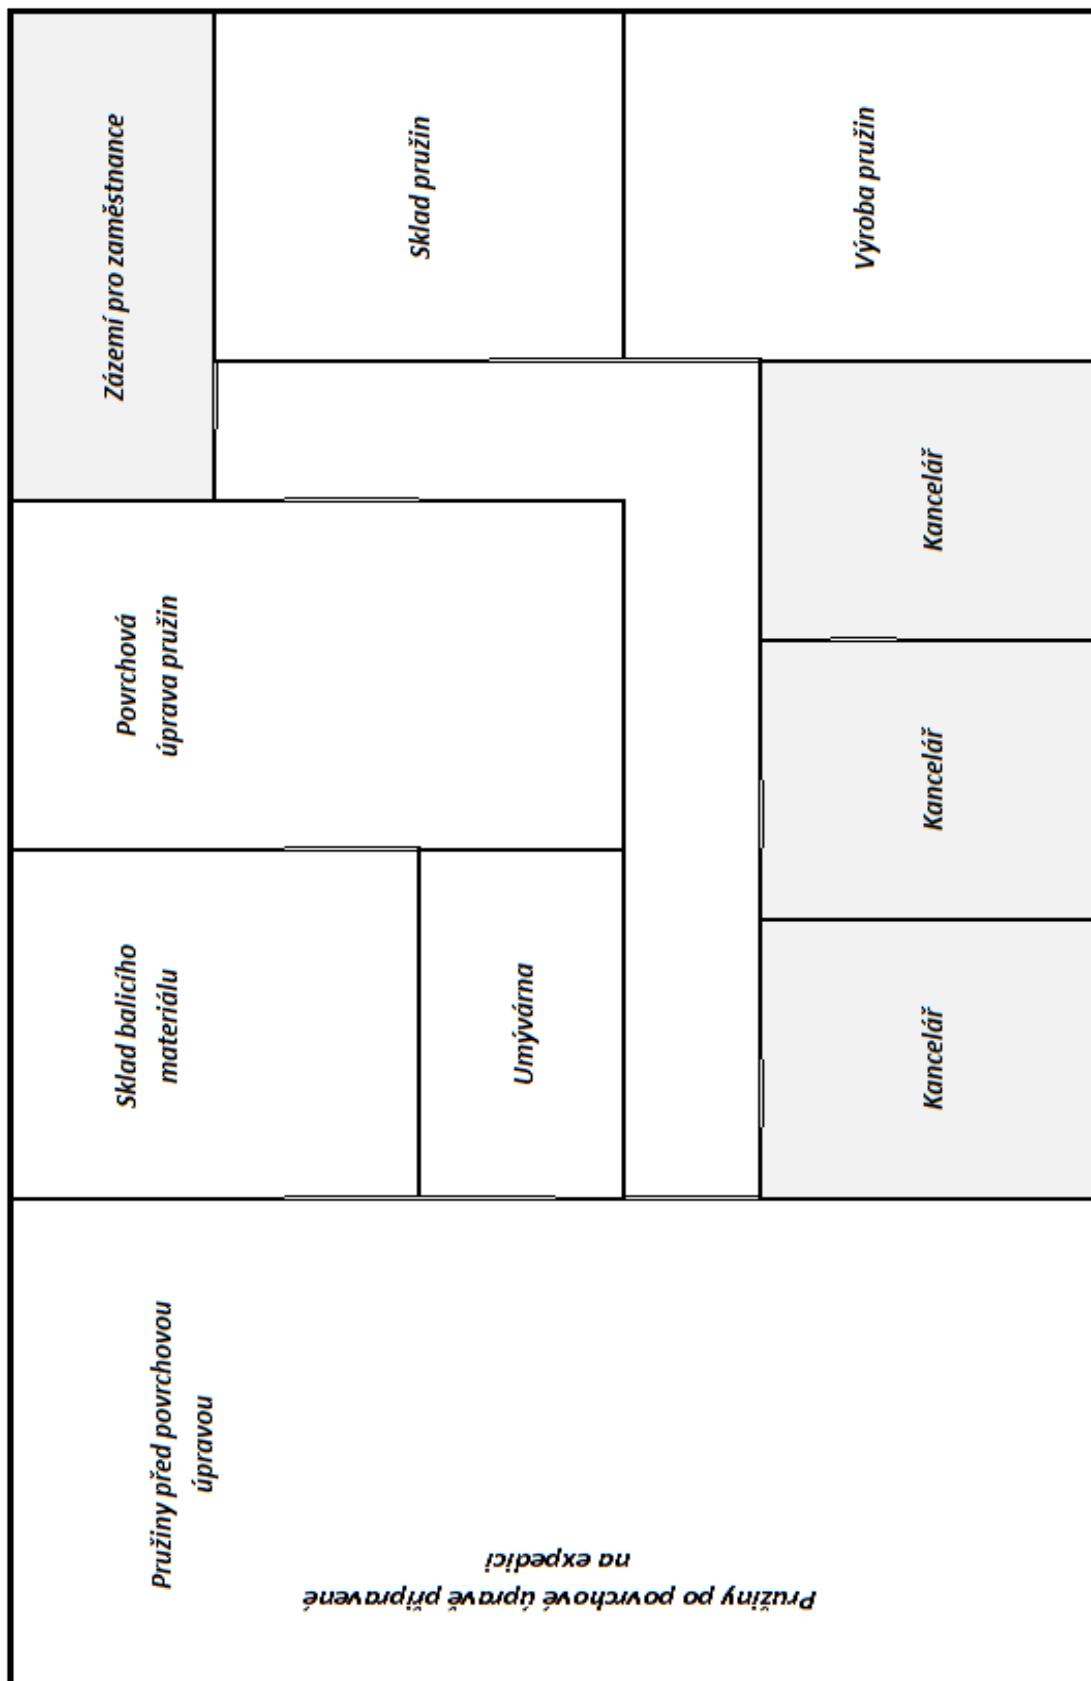 Zázemí pro zaměstnance
Sklad pružin
Výroba pružin
Povrchová
úprava pružin
Kancelář
Kancelář
Sklad balicího
materiálu
Umývárna
Kancelář
Pružiny před povrchovou
úpravou
Pružiny po povrchové úpravě připravené
na expedici